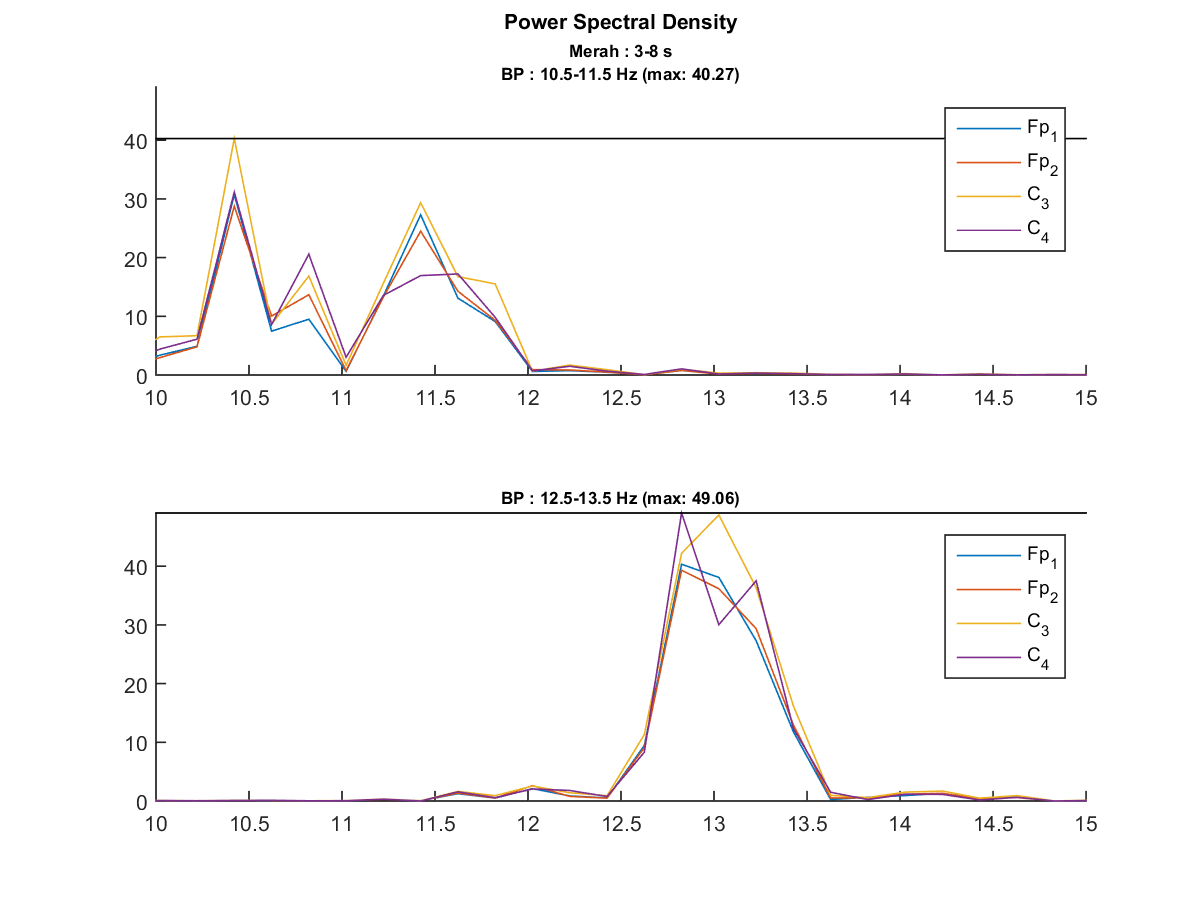 Power Spectral Density
Merah : 3-8 s
BP : 10.5-11.5 Hz (max: 40.27)
40
30
20
10
0
10 10.5 11 11.5 12 12.5 13 13.5 14 14.5 15
Fp1
Fp2
C3
C4
BP : 12.5-13.5 Hz (max: 49.06)
40
30
20
10
0
10 10.5 11 11.5 12 12.5 13 13.5 14 14.5 15
Fp1
Fp2
C3
C4